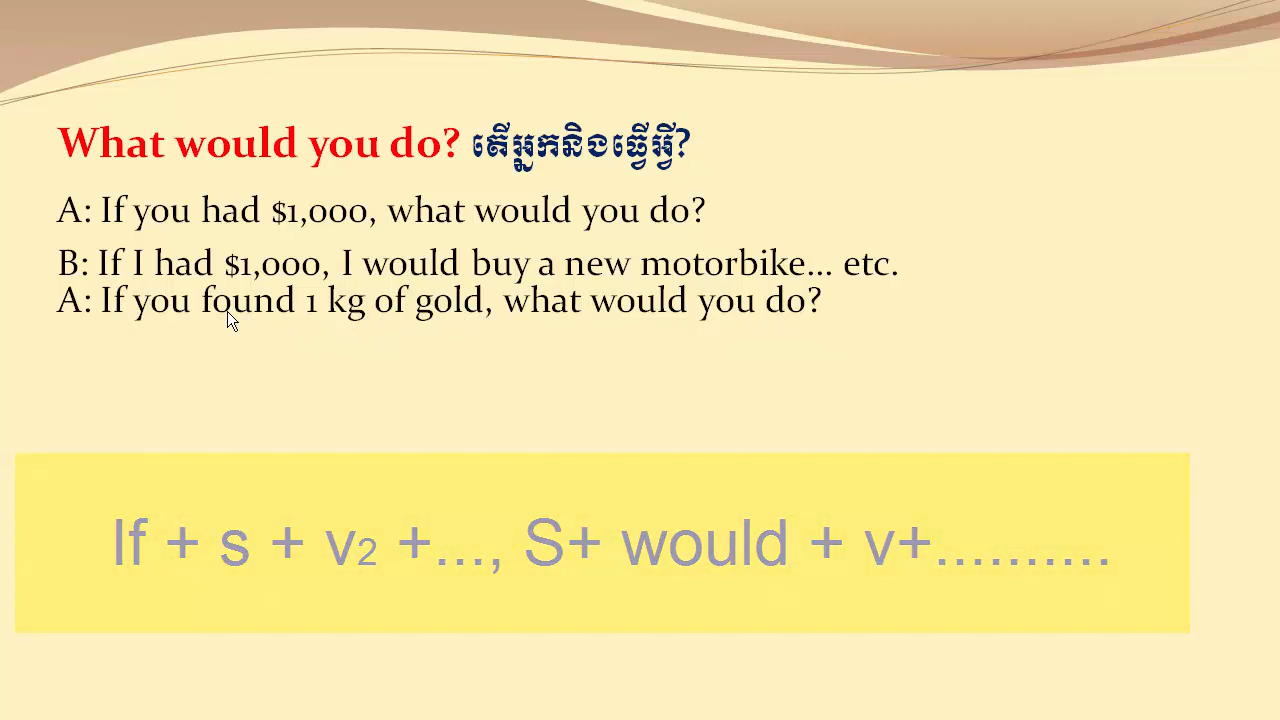 What would you do? តើអ្នកនិងធ្វើអ្វី?
A: If you had $1,000, what would you do?
B: If I had $1,000, I would buy a new motorbike... etc.
A: If you found 1 kg of gold, what would you do?
If + s + v2 +..., S+ would + v+..........